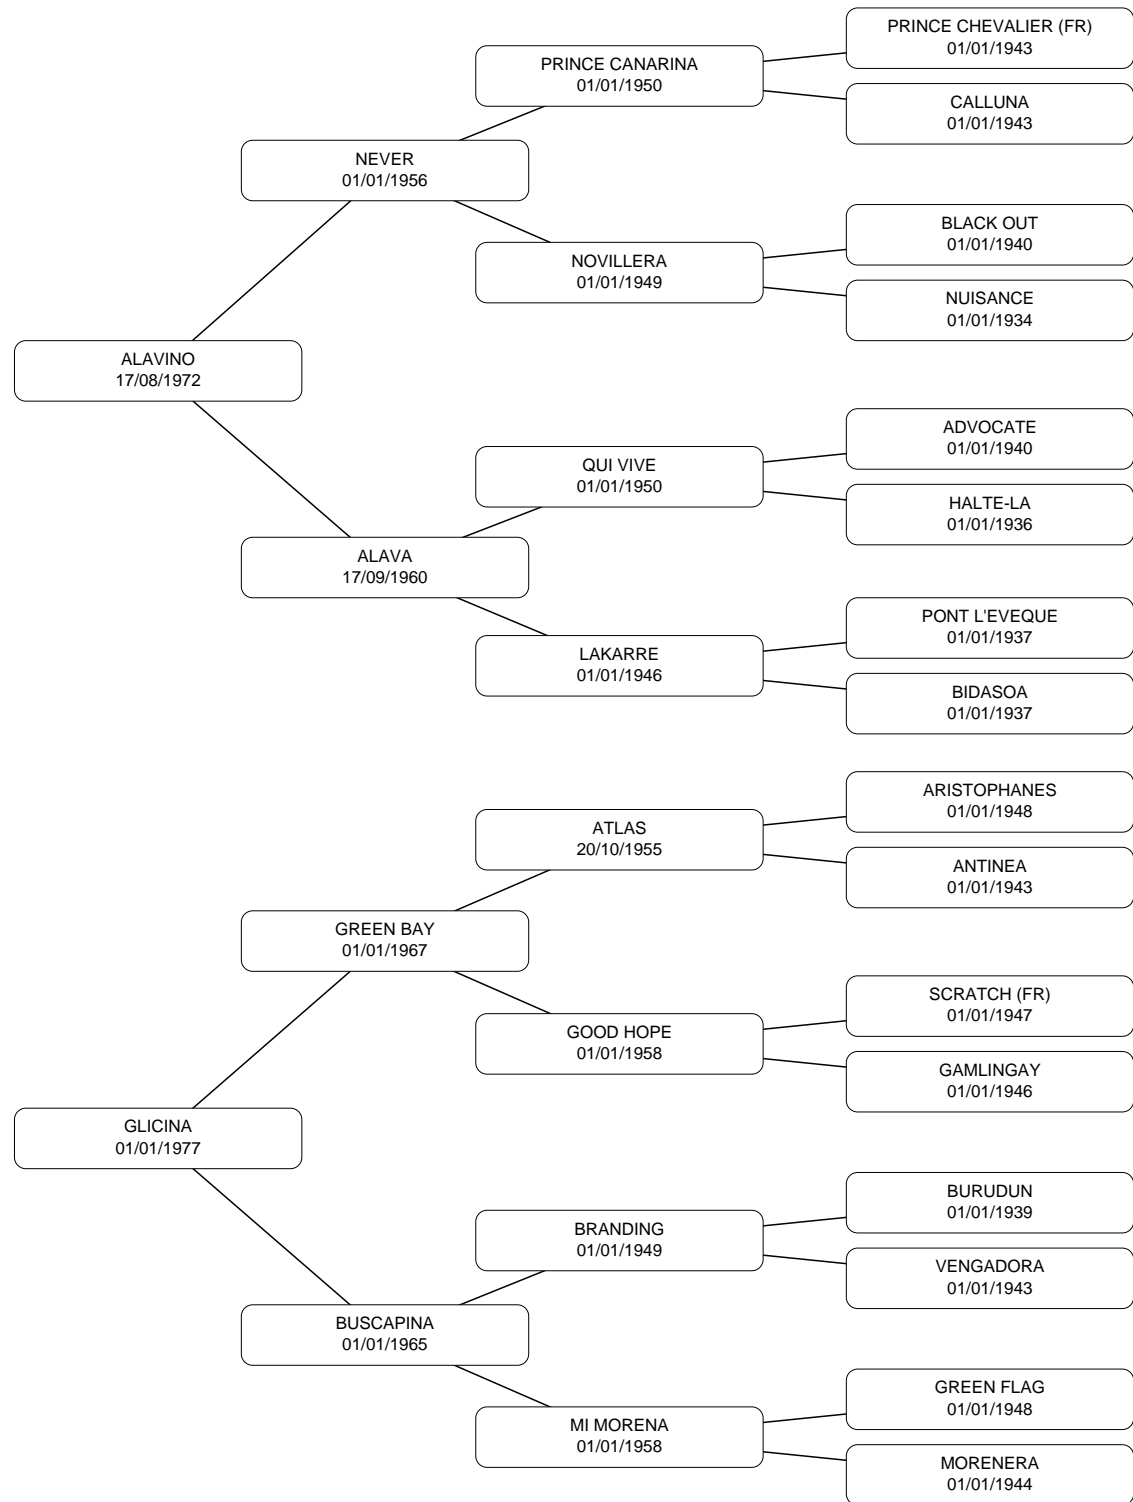 PRINCE CHEVALIER (FR)
01/01/1943
PRINCE CANARINA
01/01/1950
CALLUNA
01/01/1943
NEVER
01/01/1956
BLACK OUT
01/01/1940
NOVILLERA
01/01/1949
NUISANCE
01/01/1934
ALAVINO
17/08/1972
ADVOCATE
01/01/1940
QUI VIVE
01/01/1950
HALTE-LA
01/01/1936
ALAVA
17/09/1960
PONT L'EVEQUE
01/01/1937
LAKARRE
01/01/1946
BIDASOA
01/01/1937
ARISTOPHANES
01/01/1948
ATLAS
20/10/1955
ANTINEA
01/01/1943
GREEN BAY
01/01/1967
SCRATCH (FR)
01/01/1947
GOOD HOPE
01/01/1958
GAMLINGAY
01/01/1946
GLICINA
01/01/1977
BURUDUN
01/01/1939
BRANDING
01/01/1949
VENGADORA
01/01/1943
BUSCAPINA
01/01/1965
GREEN FLAG
01/01/1948
MI MORENA
01/01/1958
MORENERA
01/01/1944